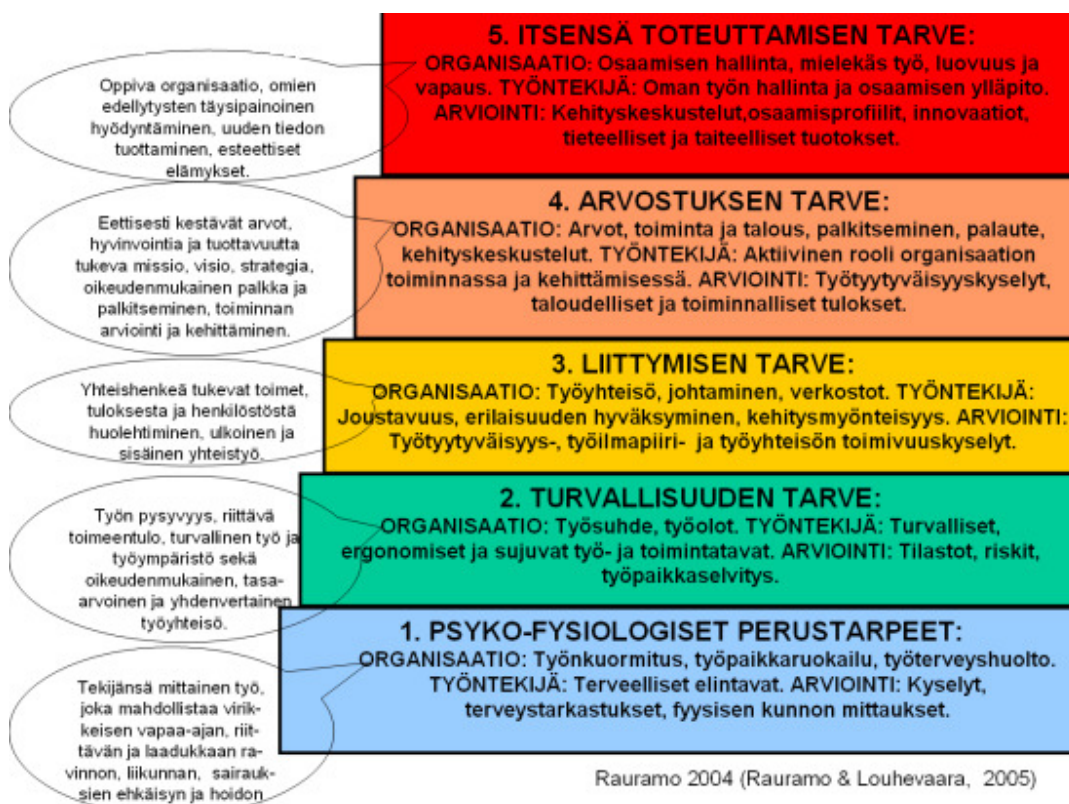 5. ITSENSÄ TOTEUTTAMISEN TARVE:
ORGANISAATIO: Osaamisen hallinta, mielekäs työ, luovuus ja
vapaus. TYÖNTEKIJÄ: Oman työn hallinta ja osaamisen ylläpito.
ARVIOINTI: Kehityskeskustelut,osaamisprofiilit, innovaatiot,
tieteelliset ja taiteelliset tuotokset.
Oppiva organisaatio, omien
edellytysten täysipainoinen
hyödyntäminen, uuden tiedon
tuottaminen, esteettiset
elämykset.
4. ARVOSTUKSEN TARVE:
ORGANISAATIO: Arvot, toiminta ja talous, palkitseminen, palaute,
kehityskeskustelut. TYÖNTEKIJÄ: Aktiivinen rooli organisaation
toiminnassa ja kehittämisessä. ARVIOINTI: Työtyytyväisyyskyselyt,
taloudelliset ja toiminnalliset tulokset.
Eettisesti kestävät arvot,
hyvinvointia ja tuottavuutta
tukeva missio, visio, strategia,
oikeudenmukainen palkka ja
palkitseminen, toiminnan
arviointi ja kehittäminen.
3. LIITTYMISEN TARVE:
ORGANISAATIO: Työyhteisö, johtaminen, verkostot. TYÖNTEKIJÄ:
Joustavuus, erilaisuuden hyväksyminen, kehitysmyönteisyys. ARVIOINTI:
Työtyytyväisyys-, työilmapiiri- ja työyhteisön toimivuuskyselyt.
Yhteishenkeä tukevat toimet,
tuloksesta ja henkilöstöstä
huolehtiminen, ulkoinen ja
sisäinen yhteistyö.
2. TURVALLISUUDEN TARVE:
ORGANISAATIO: Työsuhde, työolot. TYÖNTEKIJÄ: Turvalliset,
ergonomiset ja sujuvat työ- ja toimintatavat. ARVIOINTI: Tilastot, riskit,
työpaikkaselvitys.
Työn pysyvyys, riittävä
toimeentulo, turvallinen työ ja
työympäristö sekä
oikeudenmukainen, tasa-
arvoinen ja yhdenvertainen
työyhteisö.
1. PSYKO-FYSIOLOGISET PERUSTARPEET:
ORGANISAATIO: Työnkuormitus, työpaikkaruokailu, työterveyshuolto.
TYÖNTEKIJÄ: Terveelliset elintavat. ARVIOINTI: Kyselyt,
terveystarkastukset, fyysisen kunnon mittaukset.
Tekijänsä mittainen työ,
joka mahdollistaa virik-
keisen vapaa-ajan, riit-
tävän ja laadukkaan ra-
vinnon, liikunnan, sairauk-
sien ehkäisyn ja hoidon
Rauramo 2004 (Rauramo & Louhevaara, 2005)